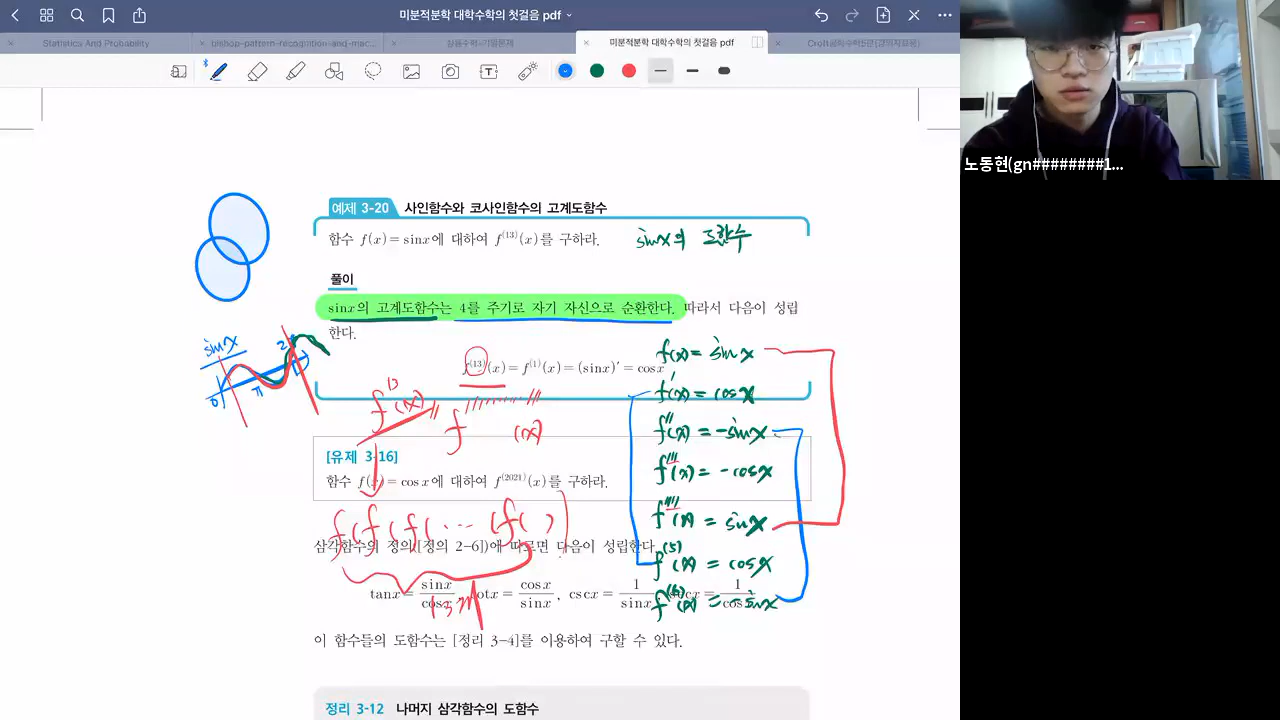 미분적분학 대학수학의 첫걸음 pdf
Statistics And Probability
bishop-pattern-recognition-and-mac...
미분적분학 대학수학의 첫걸음 pdf
노동현(gn########1...
예제 3-20 사인함수와 코사인함수의 고계도함수
함수 f(x)=sinx에 대하여 f⁽¹³⁾(x)를 구하라. sinx의 도함수
풀이
sinx의 고계도함수는 4를 주기로 자기 자신으로 순환한다. 따라서 다음이 성립
한다.
sinx
0 π 2π
f⁽¹³⁾(x)=f⁽¹⁾(x)=(sinx)′=cosx
f(x)=sinx
f'(x)=cosx
f''(x)=-sinx
f'''(x)=-cosx
f''''(x)=sinx
f⁽⁵⁾(x)=cosx
f⁽⁶⁾(x)=-sinx
f¹³(x)
f (x)
[유제 3-16]
함수 f(x)=cosx에 대하여 f⁽²⁰²¹⁾(x)를 구하라.
f(f(f(...(f( )
삼각함수의 정의([정의 2-6])에 따르면 다음이 성립한다.
tanx=sinx/cosx, cotx=cosx/sinx, cscx=1/sinx, secx=1/cosx
13개
이 함수들의 도함수는 [정리 3-4]를 이용하여 구할 수 있다.
정리 3-12 나머지 삼각함수의 도함수